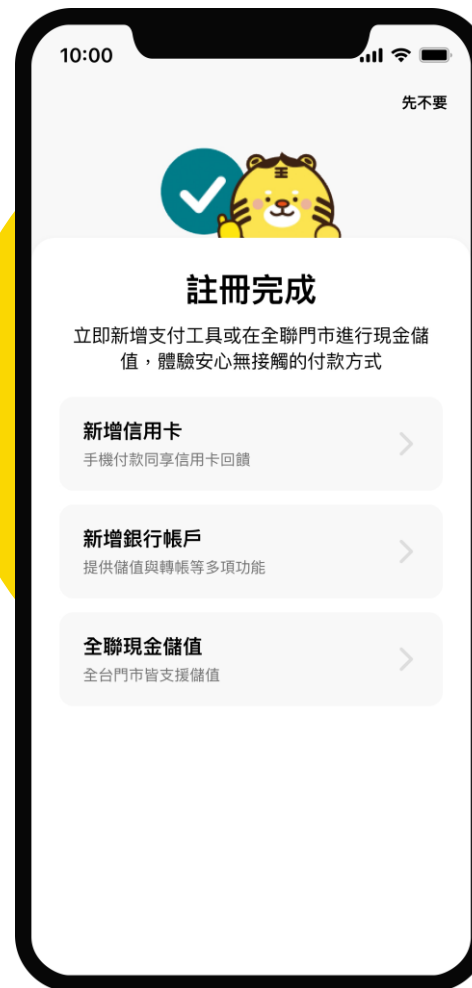 10:00
先不要
王
註冊完成
立即新增支付工具或在全聯門市進行現金儲
值，體驗安心無接觸的付款方式
新增信用卡
手機付款同享信用卡回饋
新增銀行帳戶
提供儲值與轉帳等多項功能
全聯現金儲值
全台門市皆支援儲值